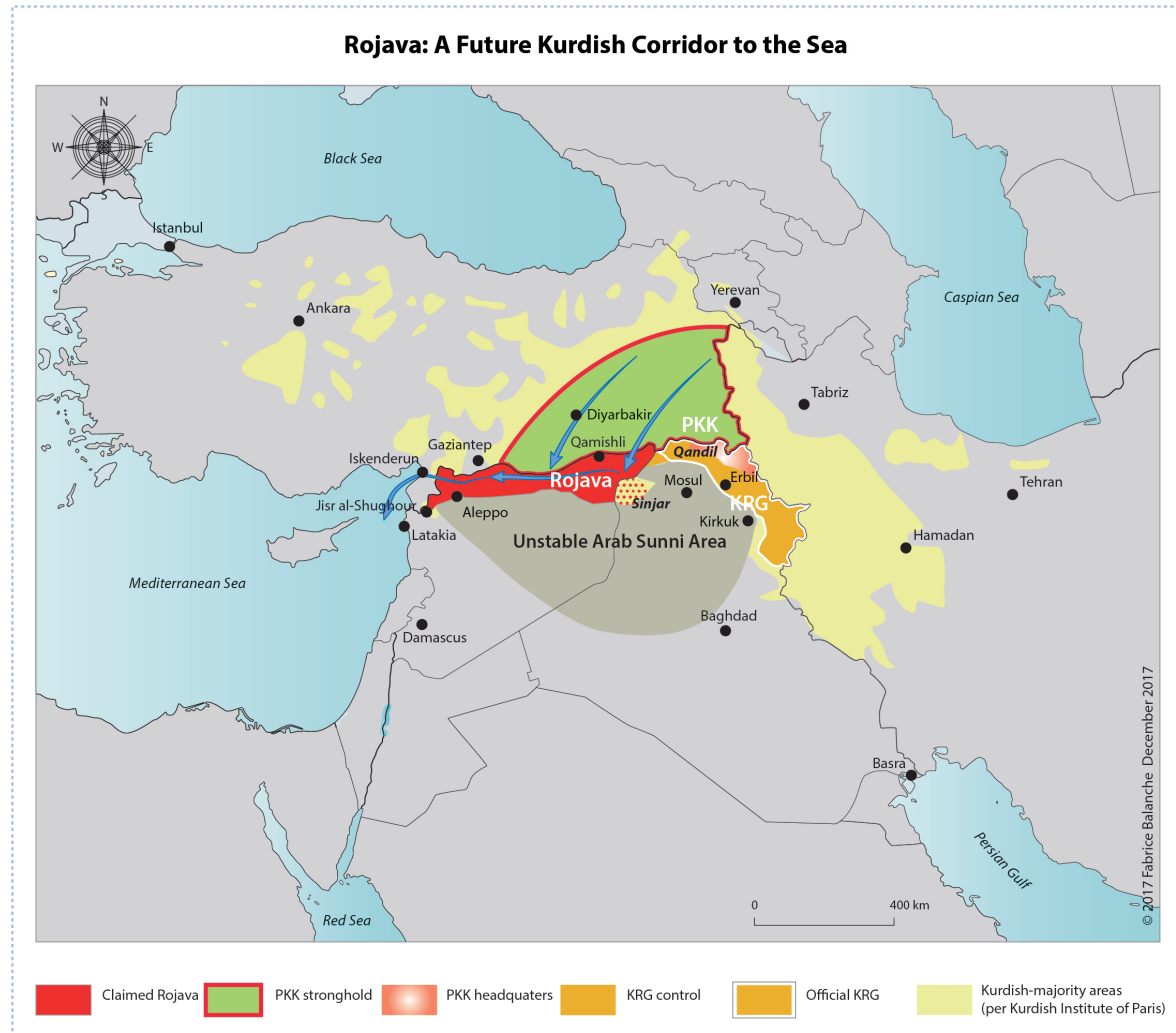 Rojava: A Future Kurdish Corridor to the Sea
N
W
E
S
Black Sea
Istanbul
Ankara
Yerevan
Caspian Sea
Tabriz
Diyarbakir
PKK
Gaziantep
Qamishli
Qandil
Iskenderun
Rojava
Mosul
Erbil
Tehran
Sinjar
KRG
Jisr al-Shughour
Aleppo
Kirkuk
Latakia
Unstable Arab Sunni Area
Hamadan
Mediterranean Sea
Baghdad
Damascus
Basra
Persian Gulf
Red Sea
0
400 km
© 2017 Fabrice Balanche December 2017
Claimed Rojava
PKK stronghold
PKK headquaters
KRG control
Official KRG
Kurdish-majority areas
(per Kurdish Institute of Paris)